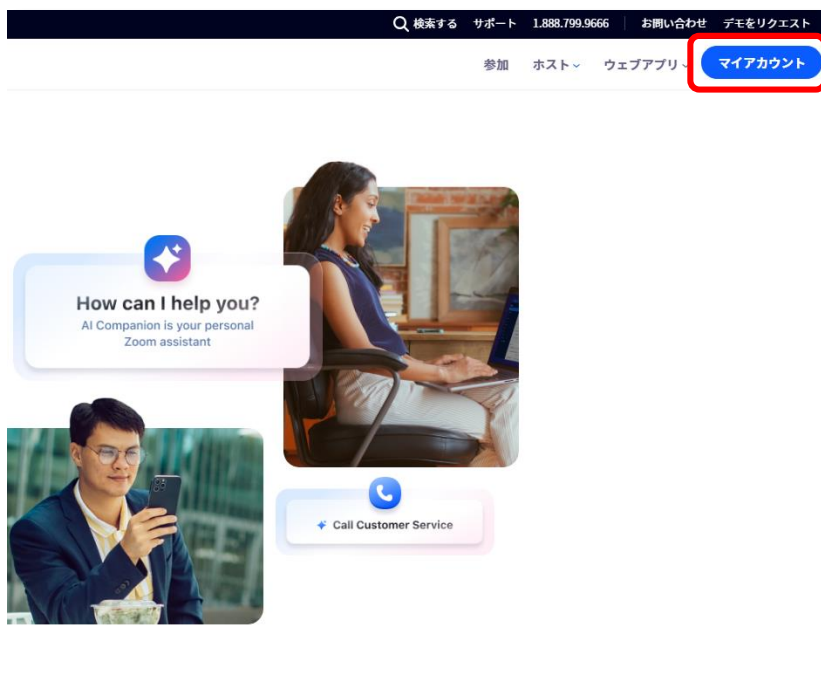 検索する サポート 1.888.799.9666 お問い合わせ デモをリクエスト
参加 ホスト ウェブアプリ マイアカウント
How can I help you?
AI Companion is your personal
Zoom assistant
Call Customer Service